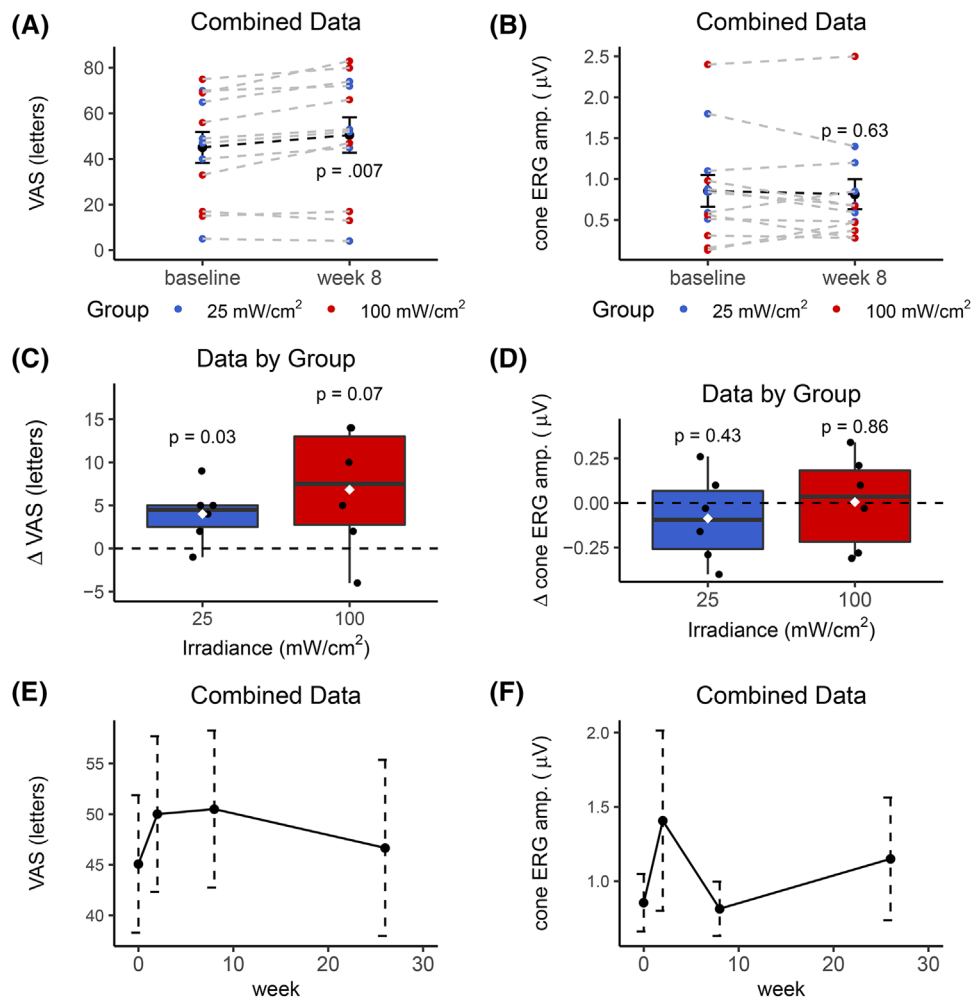 (A)
Combined Data
VAS (letters)
80
60
40
20
0
p = .007
baseline
week 8
Group
25 mW/cm²
100 mW/cm²
(B)
Combined Data
cone ERG amp. ( μV)
2.5
2.0
1.5
1.0
0.5
p = 0.63
baseline
week 8
Group
25 mW/cm²
100 mW/cm²
(C)
Data by Group
Δ VAS (letters)
15
10
5
0
−5
p = 0.03
p = 0.07
25
100
Irradiance (mW/cm²)
(D)
Data by Group
Δ cone ERG amp. (μV)
0.25
0.00
−0.25
p = 0.43
p = 0.86
25
100
Irradiance (mW/cm²)
(E)
Combined Data
VAS (letters)
55
50
45
40
0
10
20
30
week
(F)
Combined Data
cone ERG amp. ( μV)
2.0
1.5
1.0
0
10
20
30
week